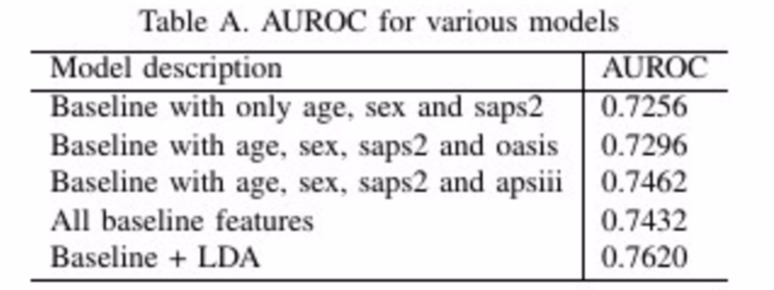 Table A. AUROC for various models
Model description AUROC
Baseline with only age, sex and saps2 0.7256
Baseline with age, sex, saps2 and oasis 0.7296
Baseline with age, sex, saps2 and apsiii 0.7462
All baseline features 0.7432
Baseline + LDA 0.7620